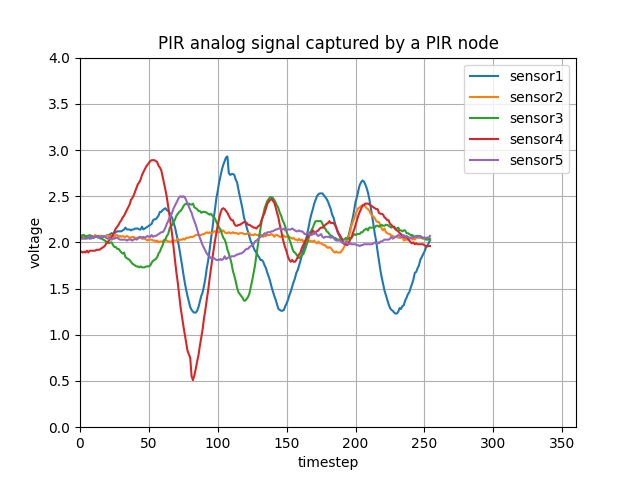 PIR analog signal captured by a PIR node
4.0
3.5
3.0
2.5
2.0
1.5
1.0
0.5
0.0
voltage
0 50 100 150 200 250 300 350
timestep
sensor1
sensor2
sensor3
sensor4
sensor5